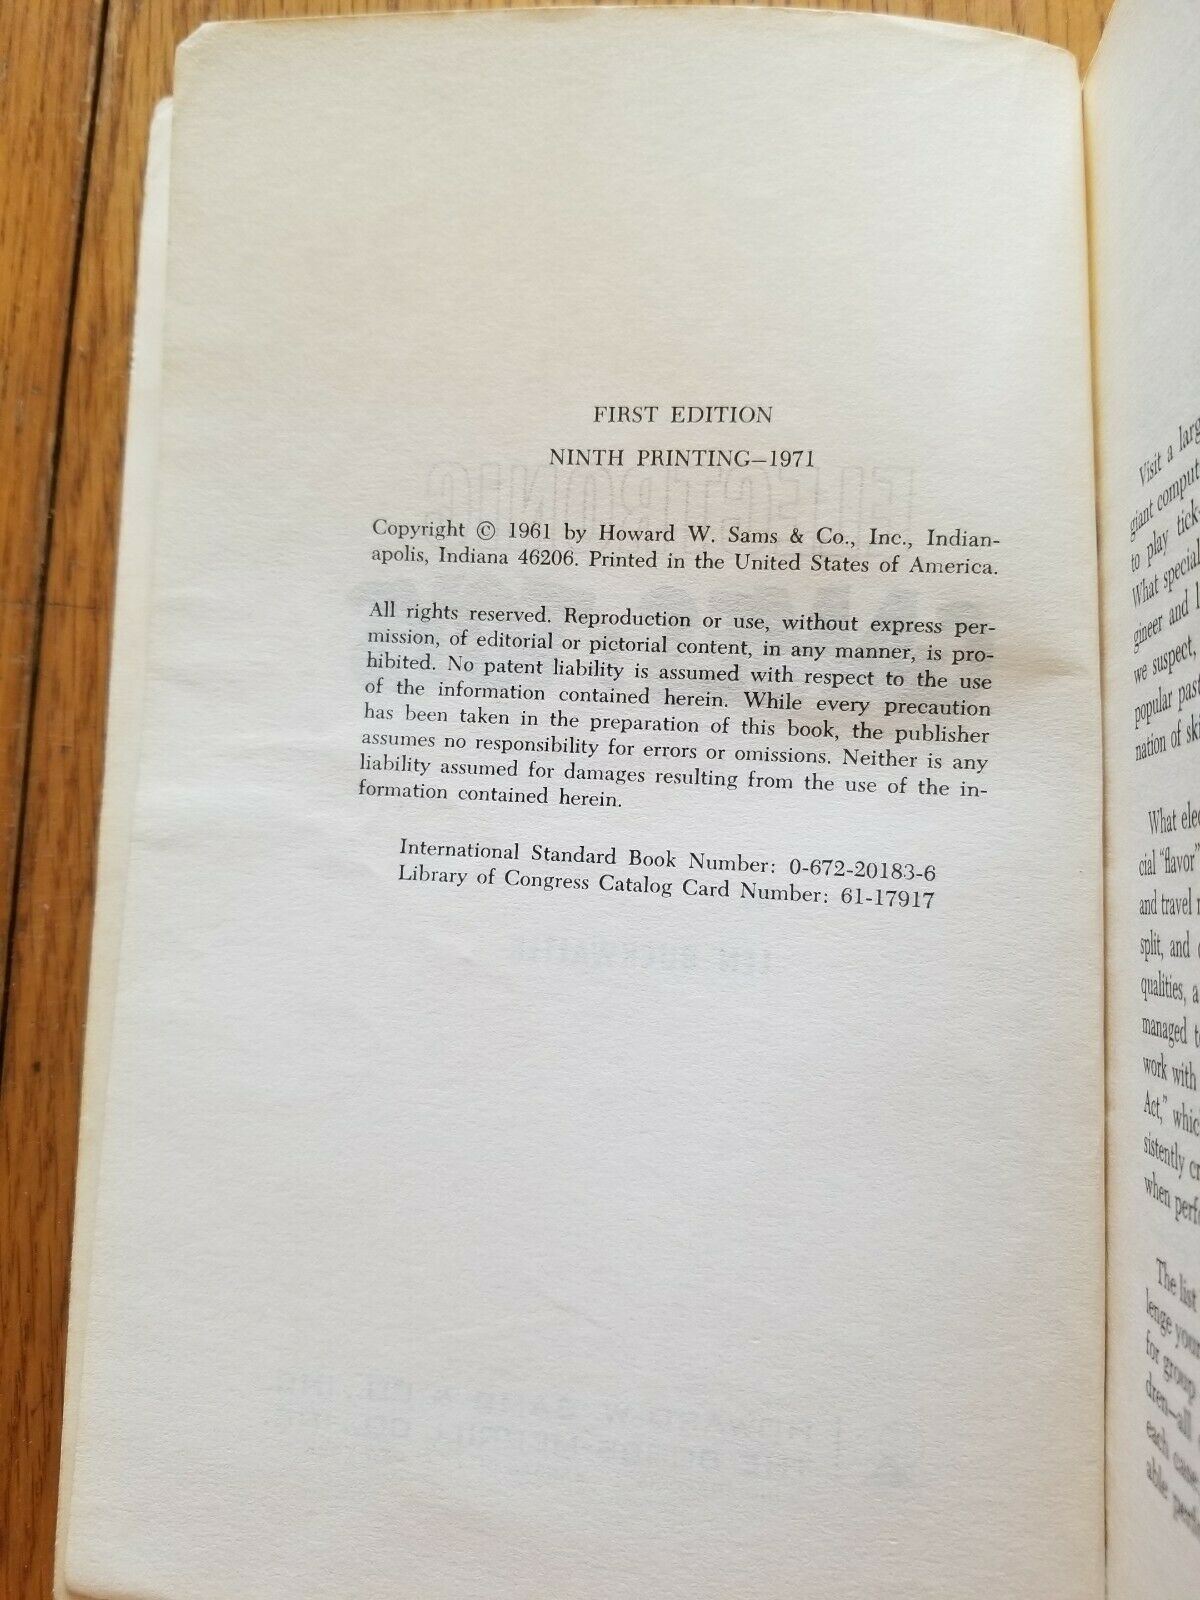 FIRST EDITION
NINTH PRINTING—1971
Copyright © 1961 by Howard W. Sams & Co., Inc., Indian-
apolis, Indiana 46206. Printed in the United States of America.
All rights reserved. Reproduction or use, without express per-
mission, of editorial or pictorial content, in any manner, is pro-
hibited. No patent liability is assumed with respect to the use
of the information contained herein. While every precaution
has been taken in the preparation of this book, the publisher
assumes no responsibility for errors or omissions. Neither is any
liability assumed for damages resulting from the use of the in-
formation contained herein.
International Standard Book Number: 0-672-20183-6
Library of Congress Catalog Card Number: 61-17917
Visit a larg
giant comput
to play tick-
What special
gineer and l
we suspect,
popular past
nation of ski
What elec
cial “flavor”
and travel r
split, and
qualities, a
managed t
work with
Act,” whic
sistently cr
when perfo
The list
lenge your
for group
dren—all
each case,
able perh